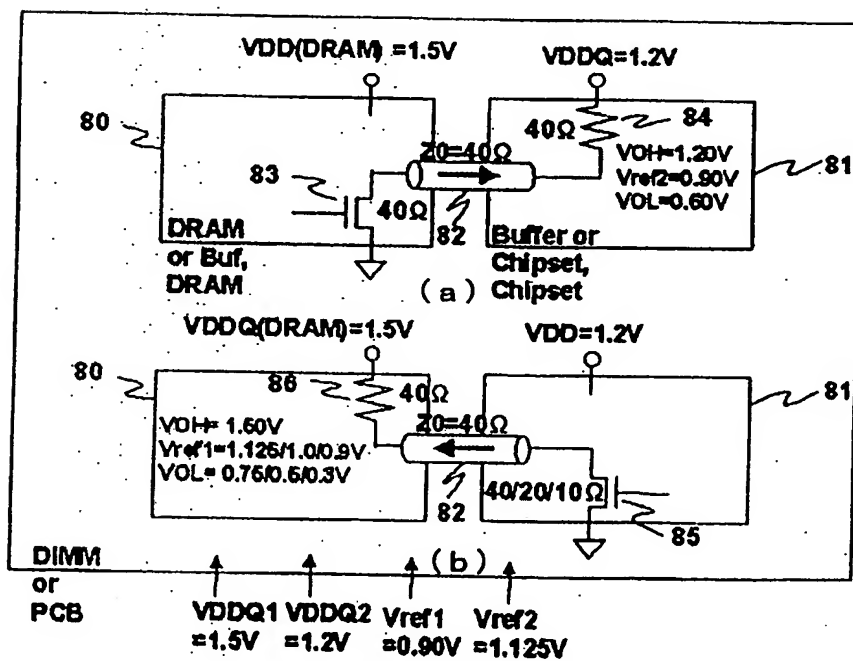 VDD(DRAM) =1.5V
VDDQ=1.2V
80
83
40Ω
Z0=40Ω
82
40Ω
84
VOH=1.20V
Vref2=0.90V
VOL=0.60V
81
DRAM
or Buf,
DRAM
Buffer or
Chipset,
Chipset
(a)
VDDQ(DRAM)=1.5V
VDD=1.2V
80
86
40Ω
Z0=40Ω
81
VOH= 1.50V
Vref1=1.125/1.0/0.9V
VOL= 0.75/0.5/0.3V
82
40/20/10Ω
85
(b)
DIMM
or
PCB
VDDQ1
=1.5V
VDDQ2
=1.2V
Vref1
=0.90V
Vref2
=1.125V